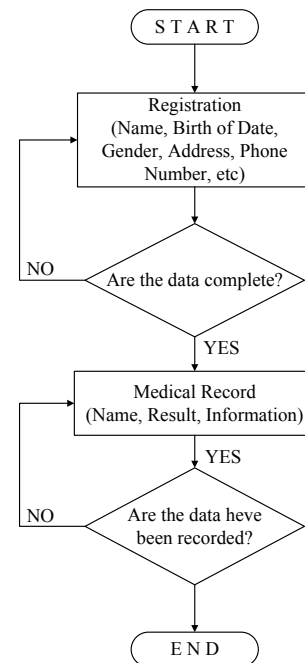 S T A R T
Registration
(Name, Birth of Date,
Gender, Address, Phone
Number, etc)
NO
Are the data complete?
YES
Medical Record
(Name, Result, Information)
YES
NO
Are the data heve
been recorded?
E N D